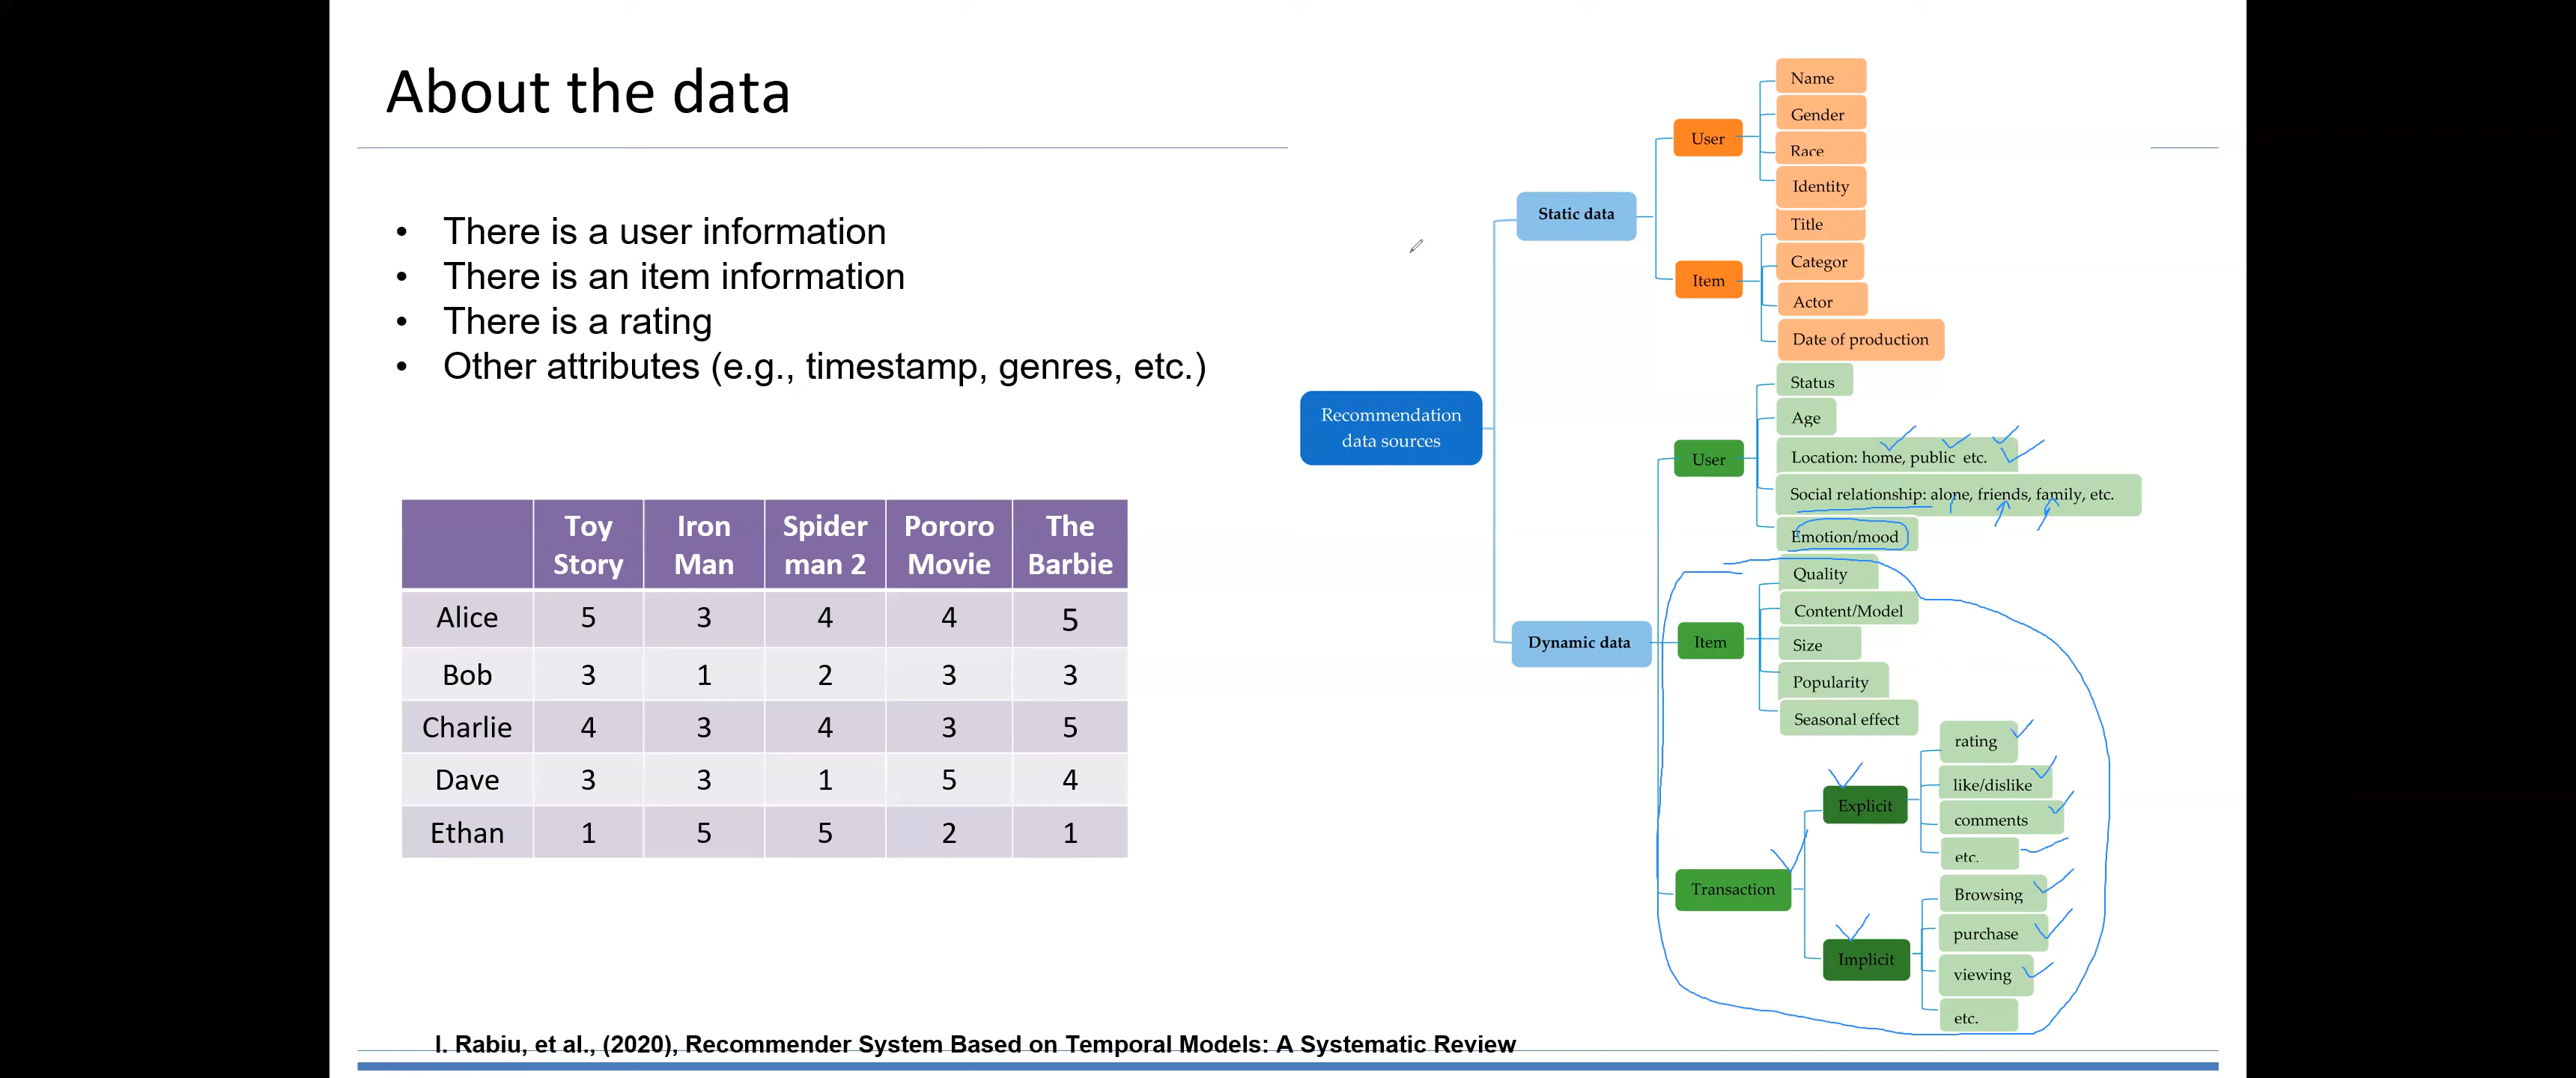 About the data
• There is a user information
• There is an item information
• There is a rating
• Other attributes (e.g., timestamp, genres, etc.)
Toy Story Iron Man Spider man 2 Pororo Movie The Barbie
Alice 5 3 4 4 5
Bob 3 1 2 3 3
Charlie 4 3 4 3 5
Dave 3 3 1 5 4
Ethan 1 5 5 2 1
Recommendation
data sources
Static data
User
Name
Gender
Race
Identity
Item
Title
Categor
Actor
Date of production
Dynamic data
User
Status
Age
Location: home, public etc.
Social relationship: alone, friends, family, etc.
Emotion/mood
Item
Quality
Content/Model
Size
Popularity
Seasonal effect
Transaction
Explicit
rating
like/dislike
comments
etc.
Implicit
Browsing
purchase
viewing
etc.
I. Rabiu, et al., (2020), Recommender System Based on Temporal Models: A Systematic Review